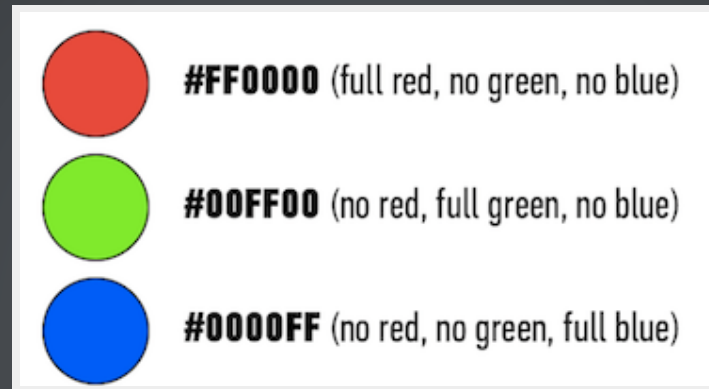 #FF0000 (full red, no green, no blue)
#00FF00 (no red, full green, no blue)
#0000FF (no red, no green, full blue)